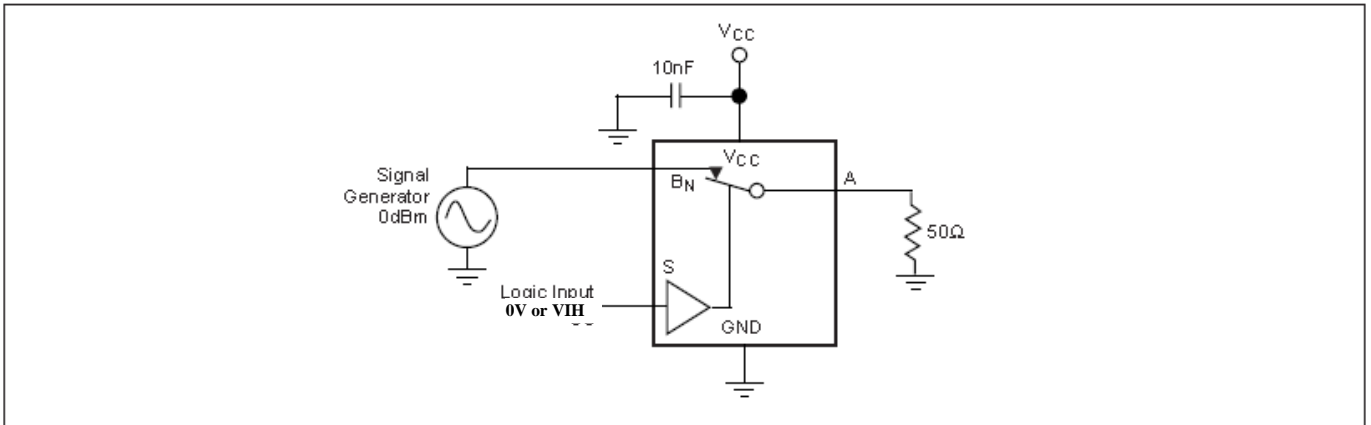 VCC
10nF
VCC
BN
A
Signal
Generator
0dBm
50Ω
S
Logic Input
0V or VIH
GND